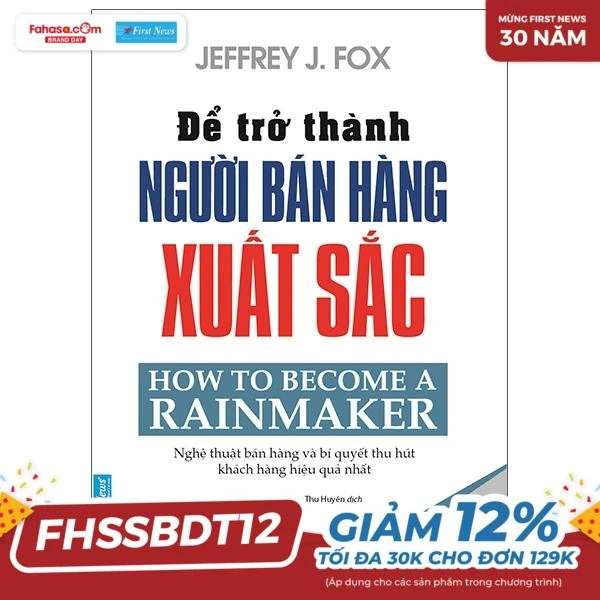 Fahasa.com
BRAND DAY
First News
MỪNG FIRST NEWS
30 NĂM
JEFFREY J. FOX
Để trở thành
NGƯỜI BÁN HÀNG
XUẤT SẮC
HOW TO BECOME A
RAINMAKER
Nghệ thuật bán hàng và bí quyết thu hút
khách hàng hiệu quả nhất
Thu Huyền dịch
News
FHSSBDT12
GIẢM 12%
TỐI ĐA 30K CHO ĐƠN 129K
(Áp dụng cho các sản phẩm trong chương trình)